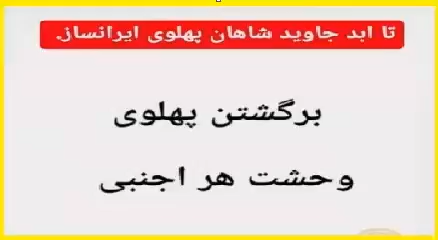 تا ابد جاوید شاهان پهلوی ایرانساز.
برگشتن پهلوی
وحشت هر اجنبی